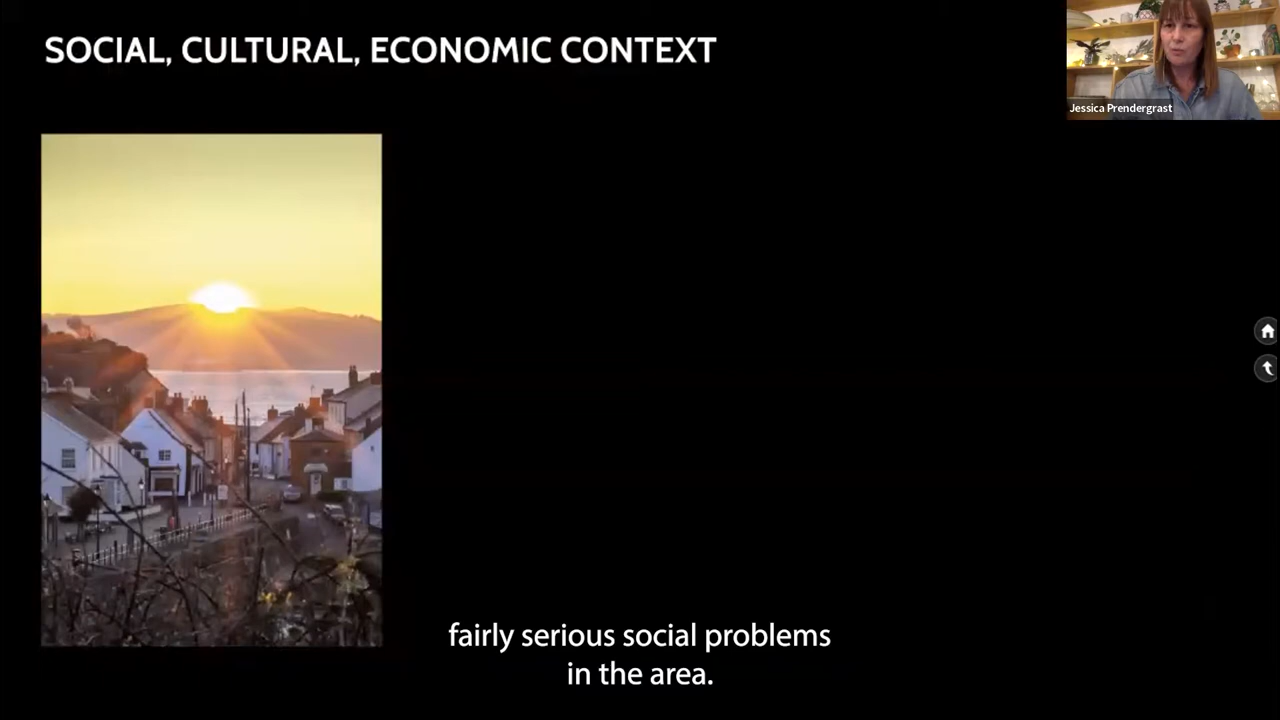 SOCIAL, CULTURAL, ECONOMIC CONTEXT
Jessica Prendergrast
fairly serious social problems
in the area.